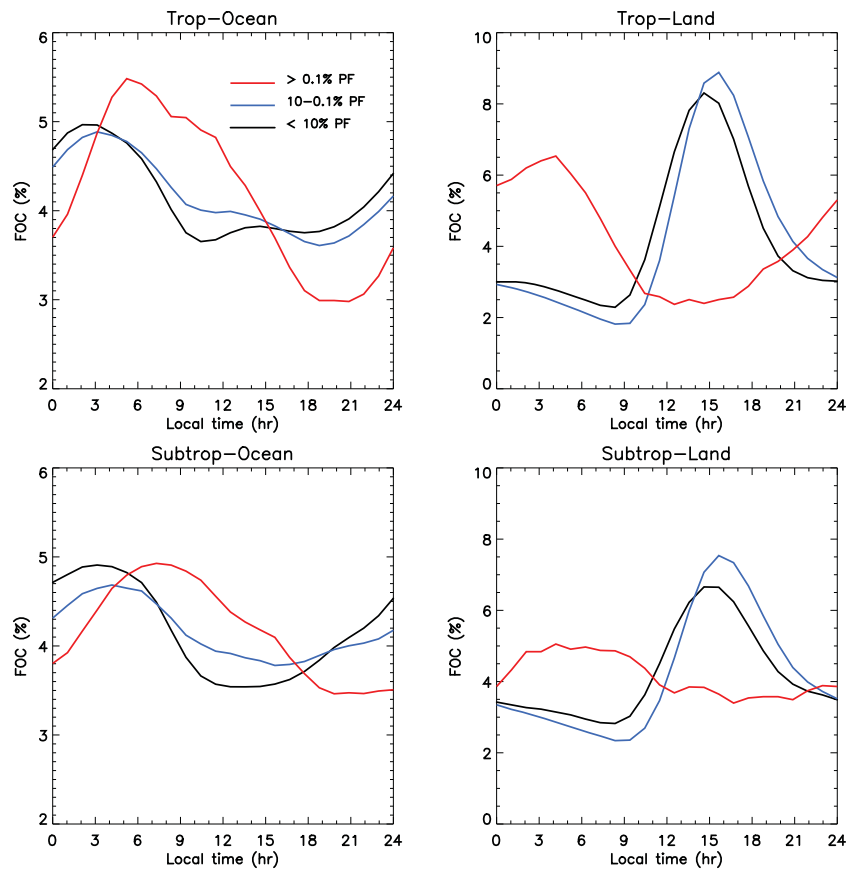 Trop−Ocean
6
5
4
3
2
FOC (%)
> 0.1% PF
10−0.1% PF
< 10% PF
0 3 6 9 12 15 18 21 24
Local time (hr)
Trop−Land
10
8
6
4
2
0
FOC (%)
0 3 6 9 12 15 18 21 24
Local time (hr)
Subtrop−Ocean
6
5
4
3
2
FOC (%)
0 3 6 9 12 15 18 21 24
Local time (hr)
Subtrop−Land
10
8
6
4
2
0
FOC (%)
0 3 6 9 12 15 18 21 24
Local time (hr)